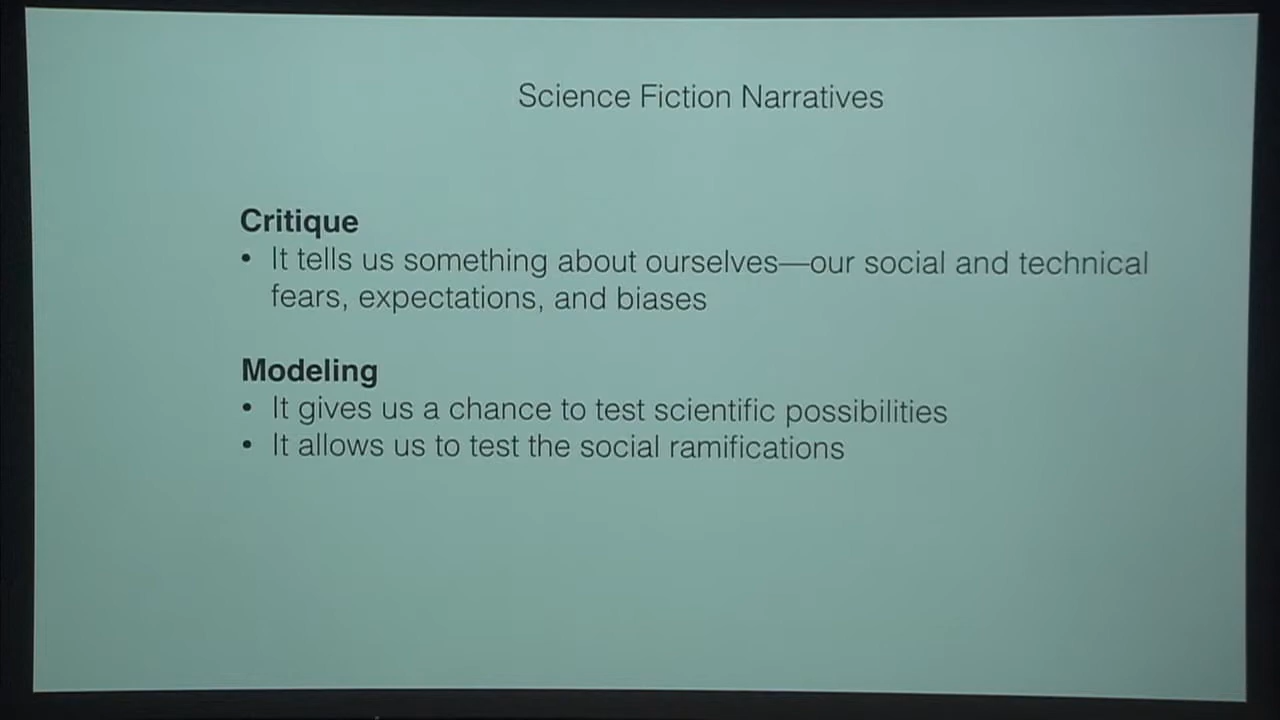 Science Fiction Narratives
Critique
• It tells us something about ourselves—our social and technical
fears, expectations, and biases
Modeling
• It gives us a chance to test scientific possibilities
• It allows us to test the social ramifications